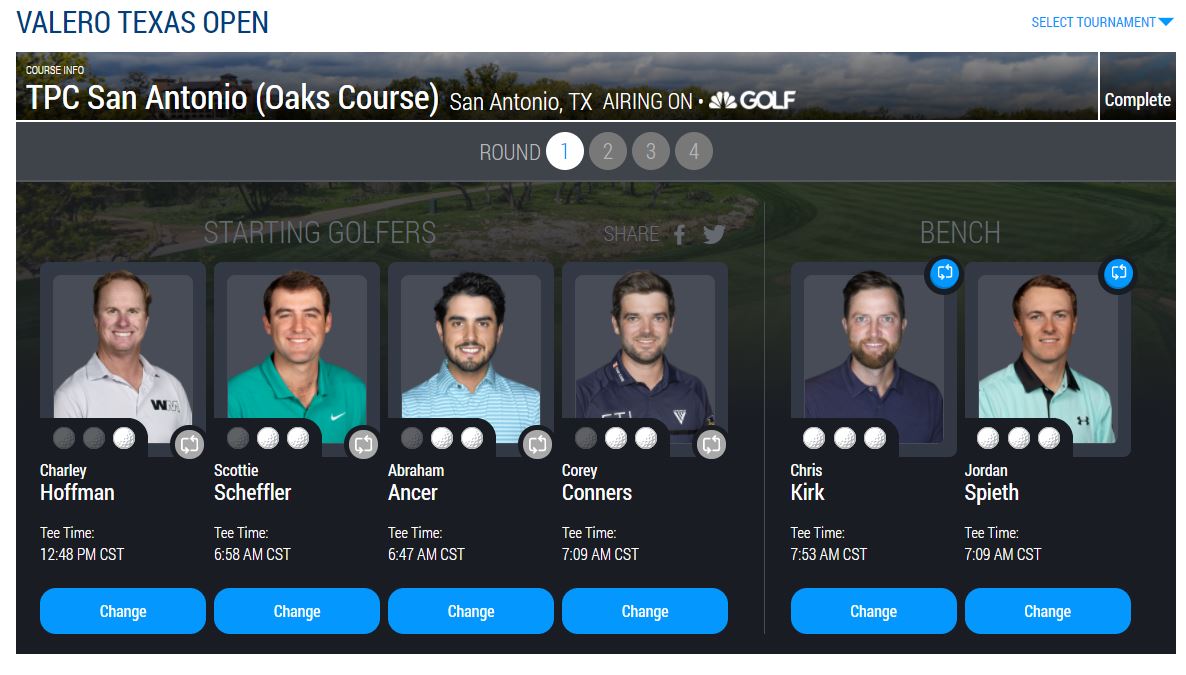 VALERO TEXAS OPEN
SELECT TOURNAMENT
COURSE INFO
TPC San Antonio (Oaks Course) San Antonio, TX AIRING ON • GOLF
Complete
ROUND 1 2 3 4
STARTING GOLFERS
SHARE
BENCH
Charley
Hoffman
Tee Time:
12:48 PM CST
Change
Scottie
Scheffler
Tee Time:
6:58 AM CST
Change
Abraham
Ancer
Tee Time:
6:47 AM CST
Change
Corey
Conners
Tee Time:
7:09 AM CST
Change
Chris
Kirk
Tee Time:
7:53 AM CST
Change
Jordan
Spieth
Tee Time:
7:09 AM CST
Change